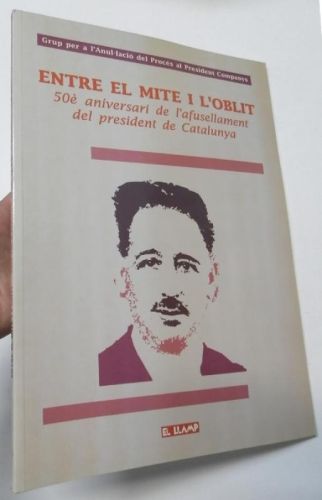 Grup per a l'Anul·lació del Procés al President Companys
ENTRE EL MITE I L'OBLIT
50è aniversari de l'afusellament
del president de Catalunya
EL LLAMP